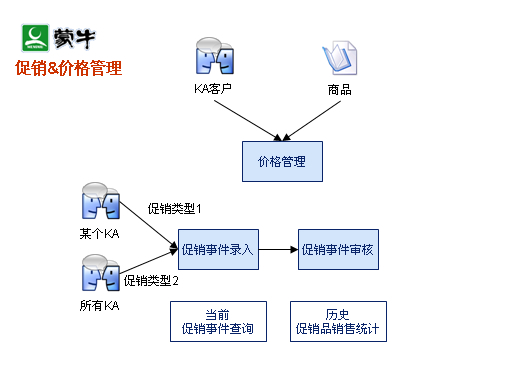 蒙牛
促销&价格管理
KA客户
商品
价格管理
促销类型1
某个KA
促销事件录入
促销事件审核
促销类型2
所有KA
当前
促销事件查询
历史
促销品销售统计